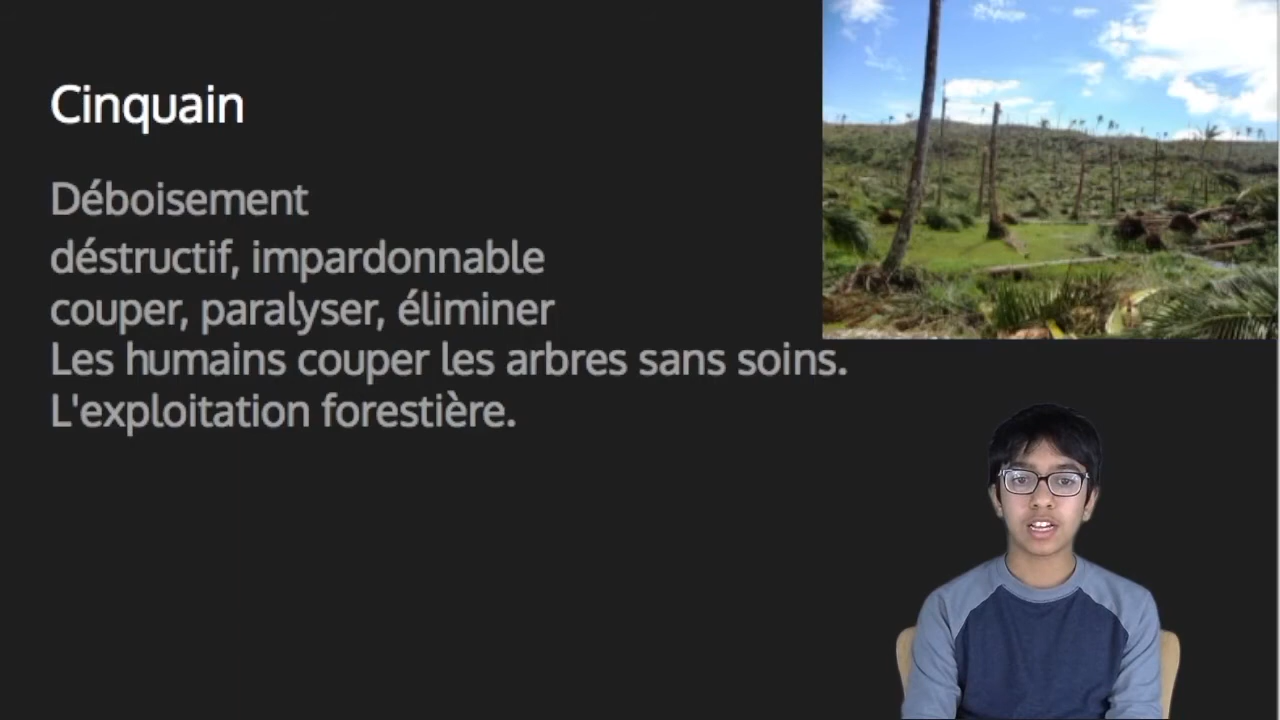 Cinquain
Déboisement
déstructif, impardonnable
couper, paralyser, éliminer
Les humains couper les arbres sans soins.
L'exploitation forestière.